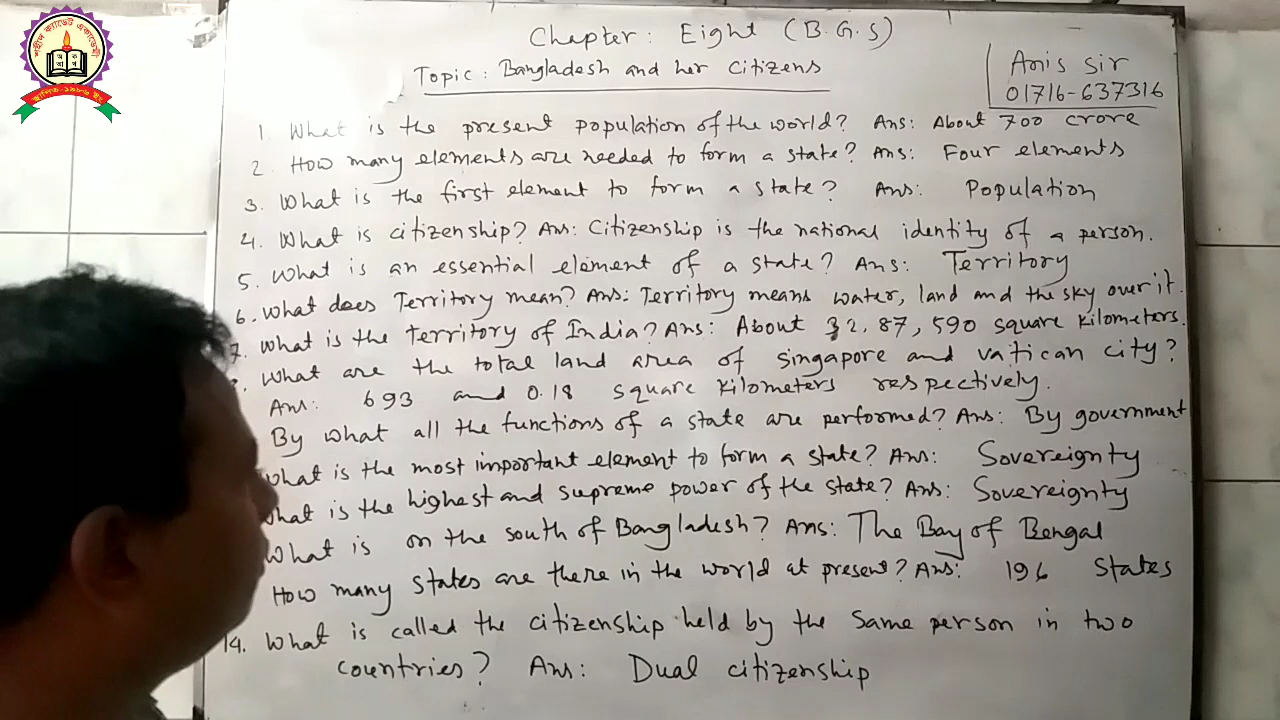 Chapter: Eight (B.G.S)
Topic: Bangladesh and her Citizens
Anis Sir
01716-637316
1. What is the present population of the world? Ans: About 700 crore
2. How many elements are needed to form a state? Ans: Four elements
3. What is the first element to form a state? Ans: Population
4. What is citizenship? Ans: Citizenship is the national identity of a person.
5. What is an essential element of a state? Ans: Territory
6. What does Territory mean? Ans: Territory means water, land and the sky over it.
7. What is the territory of India? Ans: About 32,87,590 square kilometers.
What are the total land area of Singapore and Vatican city?
Ans: 693 and 0.18 square kilometers respectively.
By what all the functions of a state are performed? Ans: By government
What is the most important element to form a state? Ans: Sovereignty
What is the highest and supreme power of the state? Ans: Sovereignty
What is on the south of Bangladesh? Ans: The Bay of Bengal
How many states are there in the world at present? Ans: 196 States
14. What is called the citizenship held by the same person in two
countries? Ans: Dual citizenship